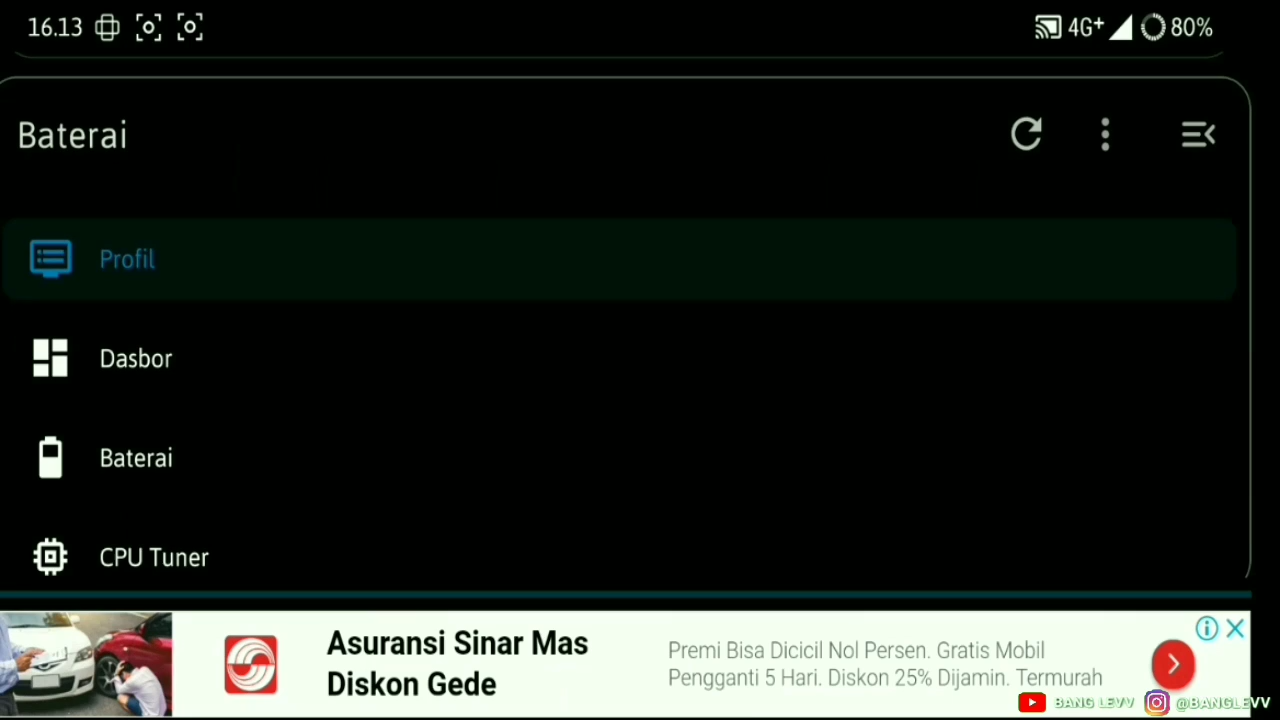 16.13
4G+
80%
Baterai
Profil
Dasbor
Baterai
CPU Tuner
Asuransi Sinar Mas
Diskon Gede
Premi Bisa Dicicil Nol Persen. Gratis Mobil
Pengganti 5 Hari. Diskon 25% Dijamin. Termurah
BANG LEVV
@BANGLEVV